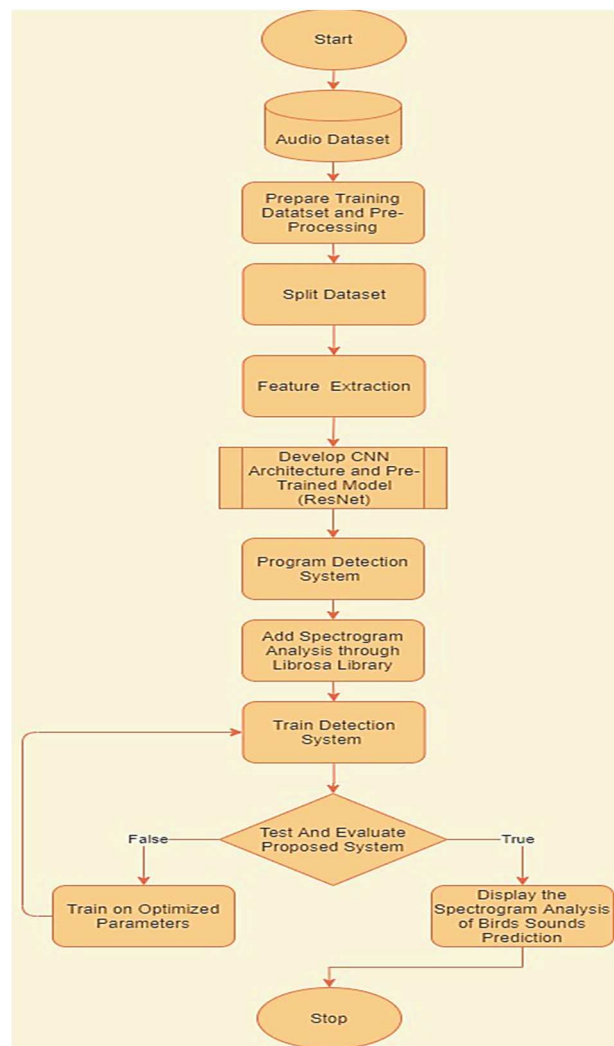 Start
Audio Dataset
Prepare Training
Datatset and Pre-
Processing
Split Dataset
Feature Extraction
Develop CNN
Architecture and Pre-
Trained Model
(ResNet)
Program Detection
System
Add Spectrogram
Analysis through
Librosa Library
Train Detection
System
Test And Evaluate
Proposed System
False
True
Train on Optimized
Parameters
Display the
Spectrogram Analysis
of Birds Sounds
Prediction
Stop